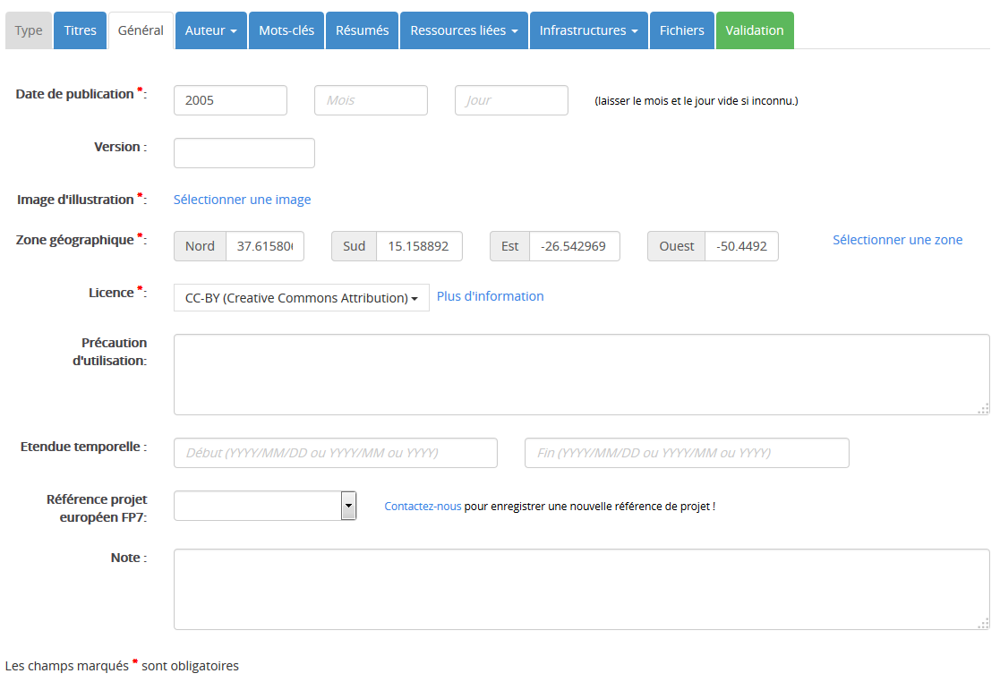 Type Titres Général Auteur Mots-clés Résumés Ressources liées Infrastructures Fichiers Validation
Date de publication *: 2005 Mois Jour (laisser le mois et le jour vide si inconnu.)
Version :
Image d'illustration *: Sélectionner une image
Zone géographique *: Nord 37.615806 Sud 15.158892 Est -26.542969 Ouest -50.4492 Sélectionner une zone
Licence *: CC-BY (Creative Commons Attribution) Plus d'information
Précaution
d'utilisation:
Etendue temporelle : Début (YYYY/MM/DD ou YYYY/MM ou YYYY) Fin (YYYY/MM/DD ou YYYY/MM ou YYYY)
Référence projet
européen FP7: Contactez-nous pour enregistrer une nouvelle référence de projet !
Note :
Les champs marqués * sont obligatoires